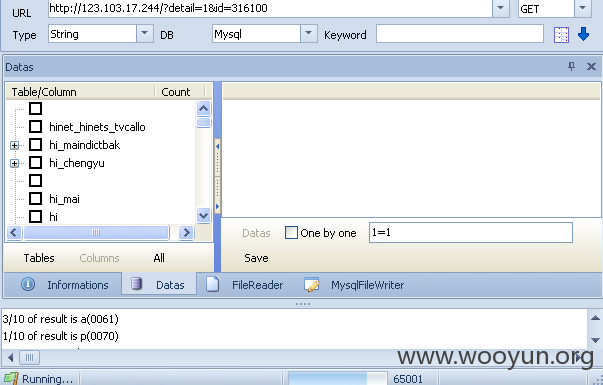 URL http://123.103.17.244/?detail=1&id=316100 GET
Type String DB Mysql Keyword
Datas
Table/Column Count
hinet_hinets_tvcallo
hi_maindictbak
hi_chengyu
hi_mai
hi
Datas One by one 1=1
Tables Columns All Save
Informations Datas FileReader MysqlFileWriter
3/10 of result is a(0061)
1/10 of result is p(0070)
www.wooyun.org
Running... 65001